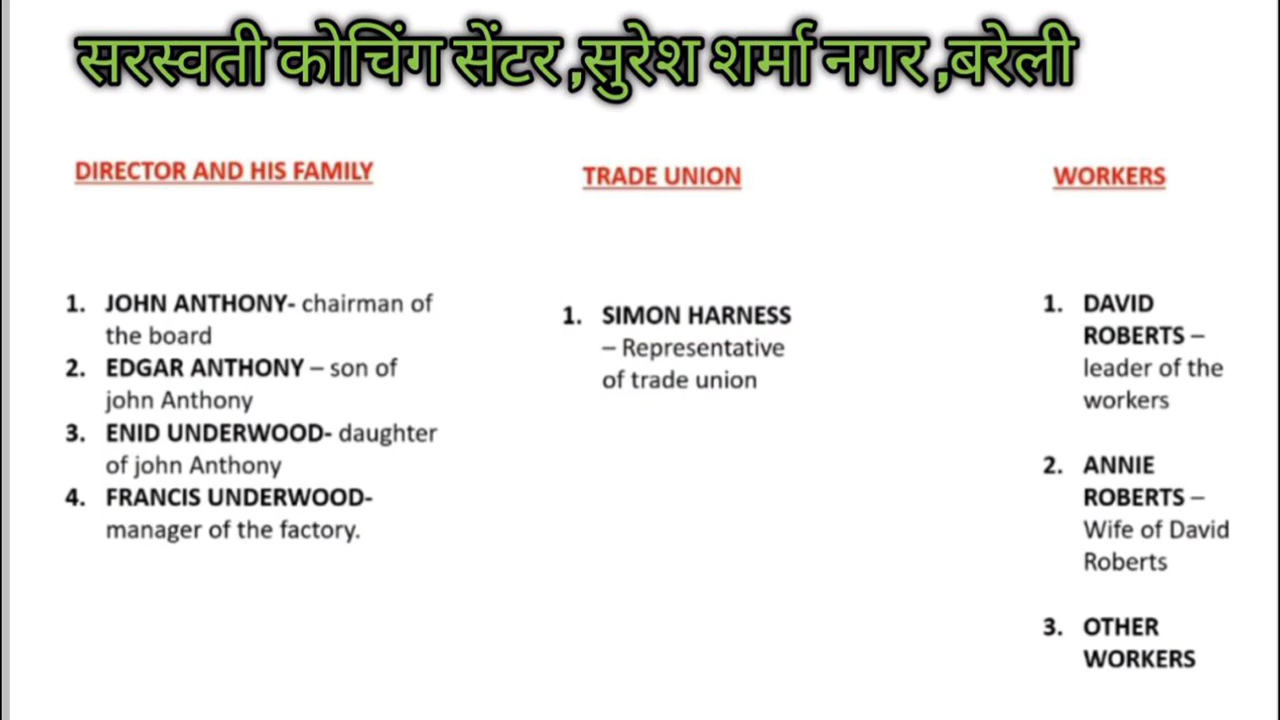 सरस्वती कोचिंग सेंटर ,सुरेश शर्मा नगर ,बरेली
DIRECTOR AND HIS FAMILY
1. JOHN ANTHONY- chairman of
the board
2. EDGAR ANTHONY – son of
john Anthony
3. ENID UNDERWOOD- daughter
of john Anthony
4. FRANCIS UNDERWOOD-
manager of the factory.
TRADE UNION
1. SIMON HARNESS
– Representative
of trade union
WORKERS
1. DAVID
ROBERTS –
leader of the
workers
2. ANNIE
ROBERTS –
Wife of David
Roberts
3. OTHER
WORKERS